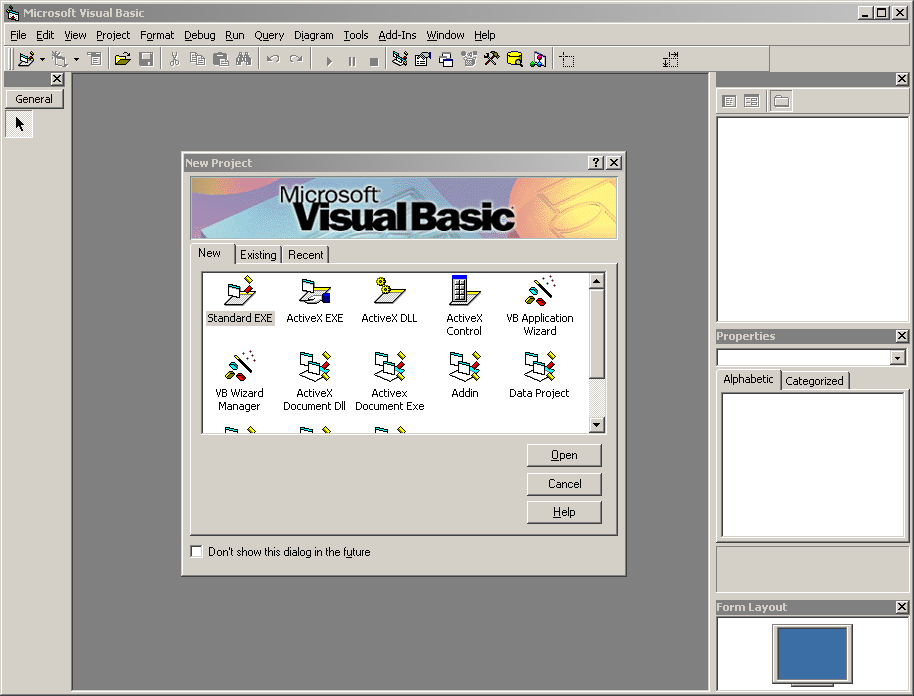 Microsoft Visual Basic
File Edit View Project Format Debug Run Query Diagram Tools Add-Ins Window Help
General
New Project
Microsoft
Visual Basic
New Existing Recent
Standard EXE ActiveX EXE ActiveX DLL ActiveX Control VB Application Wizard
VB Wizard Manager ActiveX Document Dll Activex Document Exe Addin Data Project
Open
Cancel
Help
Don't show this dialog in the future
Properties
Alphabetic Categorized
Form Layout